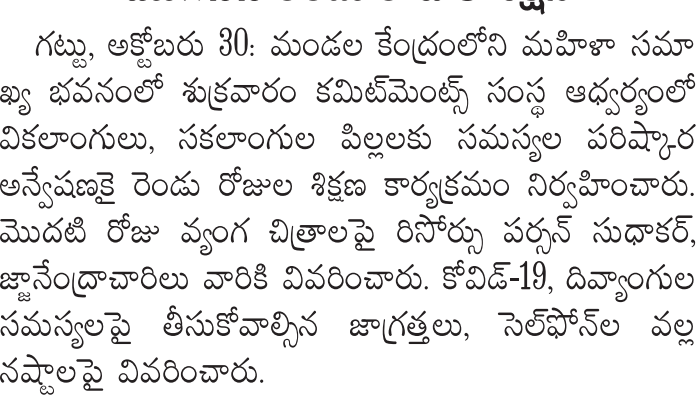 గట్టు, అక్టోబరు 30: మండల కేంద్రంలోని మహిళా సమా
ఖ్య భవనంలో శుక్రవారం కమిట్‌మెంట్స్ సంస్థ ఆధ్వర్యంలో
వికలాంగులు, సకలాంగుల పిల్లలకు సమస్యల పరిష్కార
అన్వేషణకై రెండు రోజుల శిక్షణ కార్యక్రమం నిర్వహించారు.
మొదటి రోజు వ్యంగ చిత్రాలపై రిసోర్సు పర్సన్ సుధాకర్,
జ్ఞానేంద్రాచారిలు వారికి వివరించారు. కోవిడ్-19, దివ్యాంగుల
సమస్యలపై తీసుకోవాల్సిన జాగ్రత్తలు, సెల్‌ఫోన్‌ల వల్ల
నష్టాలపై వివరించారు.